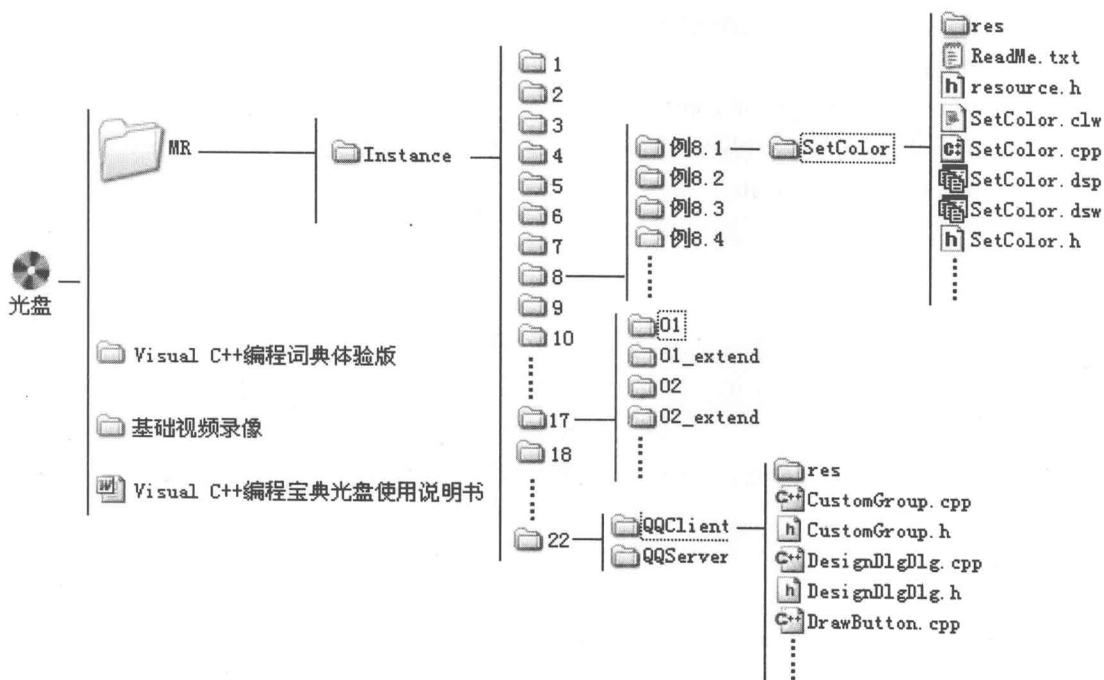 光盘
MR
Visual C++编程词典体验版
基础视频录像
Visual C++编程宝典光盘使用说明书
Instance
1
2
3
4
5
6
7
8
9
10
17
18
22
例8.1
例8.2
例8.3
例8.4
SetColor
res
ReadMe.txt
resource.h
SetColor.clw
SetColor.cpp
SetColor.dsp
SetColor.dsw
SetColor.h
01
01_extend
02
02_extend
QQClient
QQServer
res
CustomGroup.cpp
CustomGroup.h
DesignDlgDlg.cpp
DesignDlgDlg.h
DrawButton.cpp